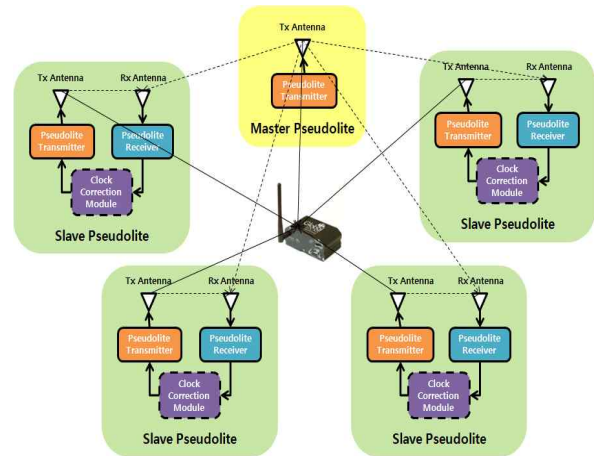 Tx Antenna
Pseudolite
Transmitter
Master Pseudolite
Tx Antenna
Rx Antenna
Pseudolite
Transmitter
Pseudolite
Receiver
Clock
Correction
Module
Slave Pseudolite
Tx Antenna
Rx Antenna
Pseudolite
Transmitter
Pseudolite
Receiver
Clock
Correction
Module
Slave Pseudolite
Tx Antenna
Rx Antenna
Pseudolite
Transmitter
Pseudolite
Receiver
Clock
Correction
Module
Slave Pseudolite
Tx Antenna
Rx Antenna
Pseudolite
Transmitter
Pseudolite
Receiver
Clock
Correction
Module
Slave Pseudolite